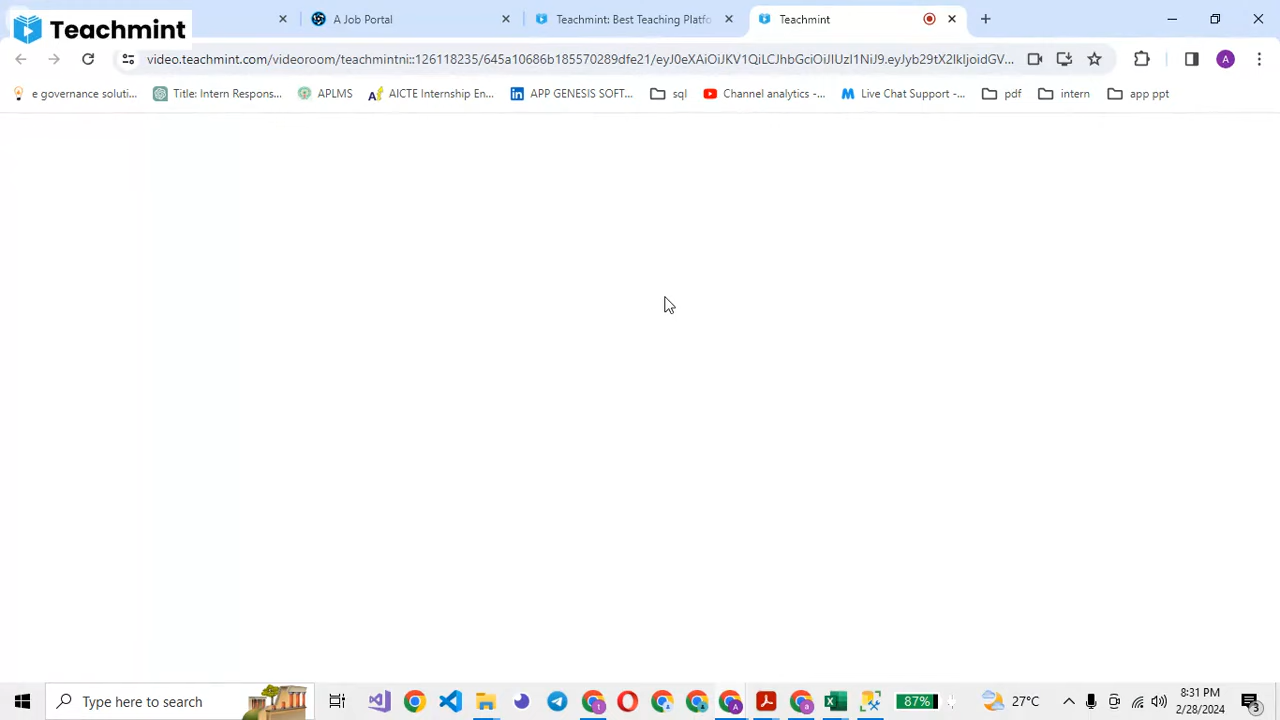 Teachmint
A Job Portal
Teachmint: Best Teaching Platfo
Teachmint
video.teachmint.com/videoroom/teachmintni::126118235/645a10686b185570289dfe21/eyJ0eXAiOiJKV1QiLCJhbGciOiJIUzI1NiJ9.eyJyb29tX2lkIjoidGV...
A
e governance soluti...
Title: Intern Respons...
APLMS
AICTE Internship En...
APP GENESIS SOFT...
sql
Channel analytics -...
Live Chat Support -...
pdf
intern
app ppt
Type here to search
87%
27°C
8:31 PM
2/28/2024
3